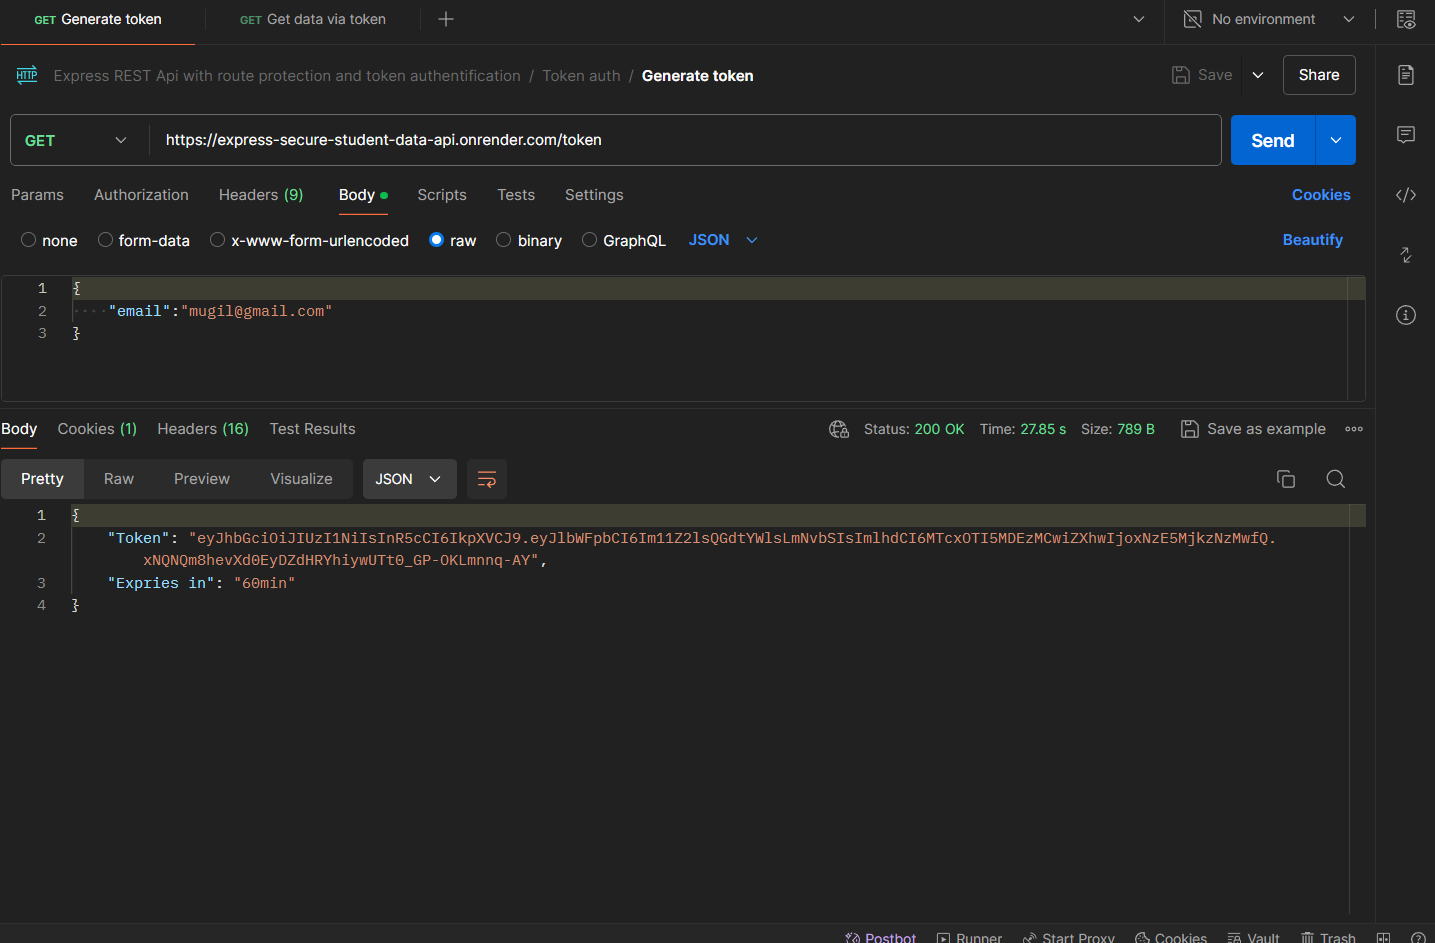 GET Generate token
GET Get data via token
No environment
HTTP Express REST Api with route protection and token authentification / Token auth / Generate token
Save
Share
GET
https://express-secure-student-data-api.onrender.com/token
Send
Params Authorization Headers (9) Body Scripts Tests Settings
Cookies
none form-data x-www-form-urlencoded raw binary GraphQL JSON
Beautify
1 {
2 "email":"mugil@gmail.com"
3 }
Body Cookies (1) Headers (16) Test Results
Status: 200 OK Time: 27.85 s Size: 789 B Save as example
Pretty Raw Preview Visualize JSON
1 {
2 "Token": "eyJhbGciOiJIUzI1NiIsInR5cCI6IkpXVCJ9.eyJlbWFpbCI6Im11Z2lsQGdtYWlsLmNvbSIsImlhdCI6MTcxOTI5MDEzMCwiZXhwIjoxNzE5MjkzNzMwfQ.
xNQNQm8hevXd0EyDZdHRYhiywUTt0_GP-OKLmnnq-AY",
3 "Expries in": "60min"
4 }
Postbot Runner Start Proxy Cookies Vault Trash